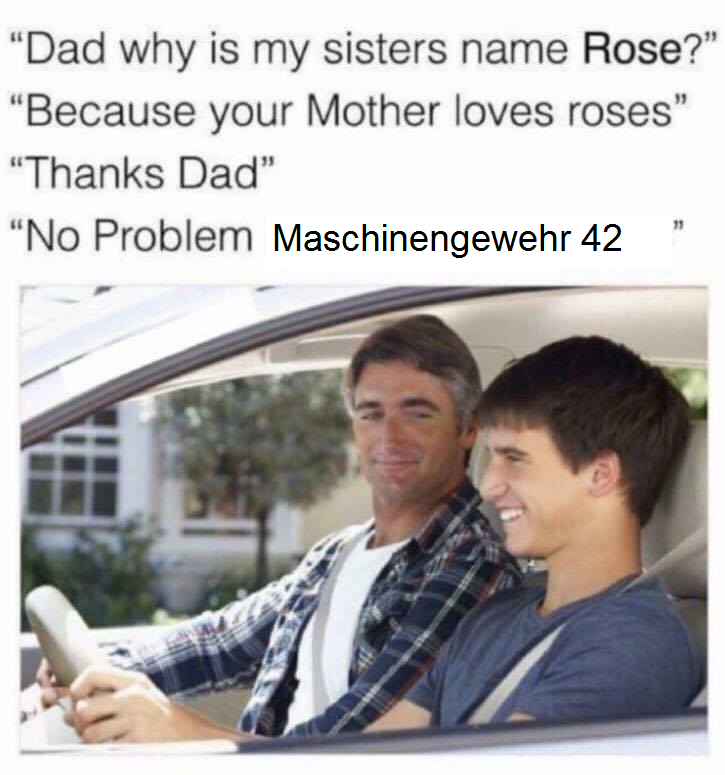 “Dad why is my sisters name Rose?”
“Because your Mother loves roses”
“Thanks Dad”
“No Problem Maschinengewehr 42 ”